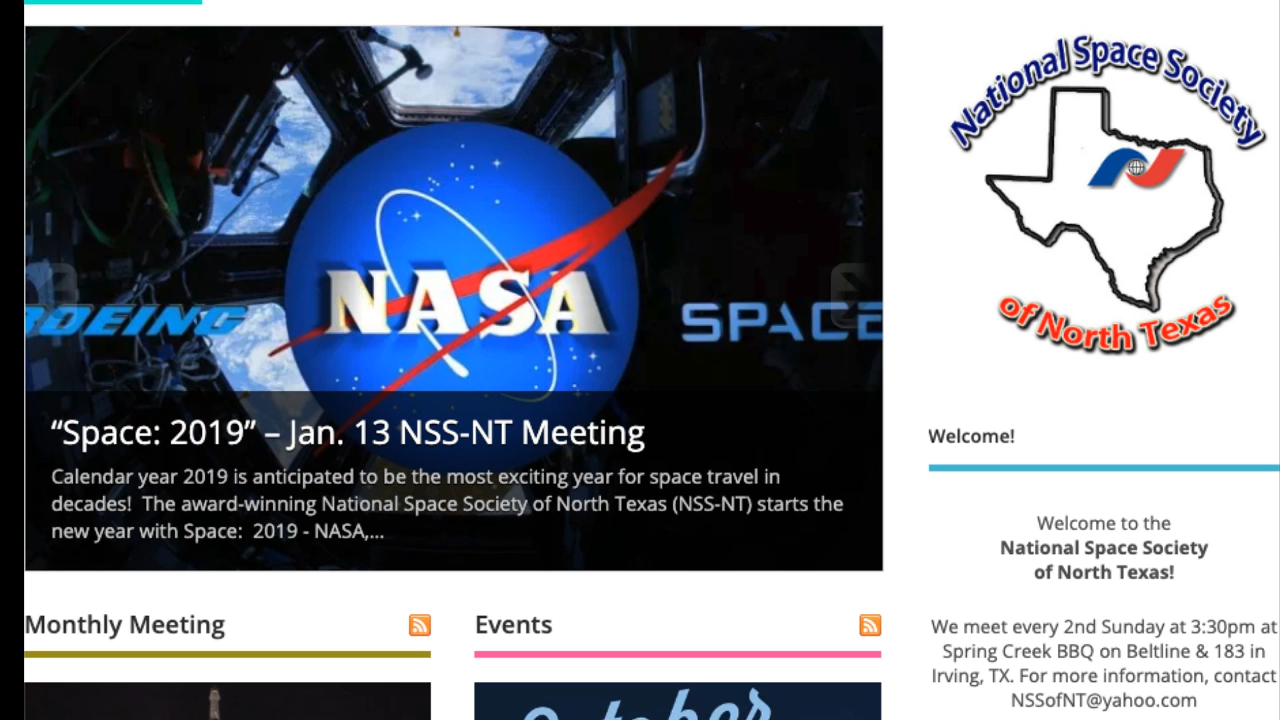 National Space Society
of North Texas
BOEING
NASA
SPACE
“Space: 2019” – Jan. 13 NSS-NT Meeting
Calendar year 2019 is anticipated to be the most exciting year for space travel in
decades!  The award-winning National Space Society of North Texas (NSS-NT) starts the
new year with Space:  2019 - NASA,...
Welcome!
Welcome to the
National Space Society
of North Texas!
We meet every 2nd Sunday at 3:30pm at
Spring Creek BBQ on Beltline & 183 in
Irving, TX. For more information, contact
NSSofNT@yahoo.com
Monthly Meeting
Events
October